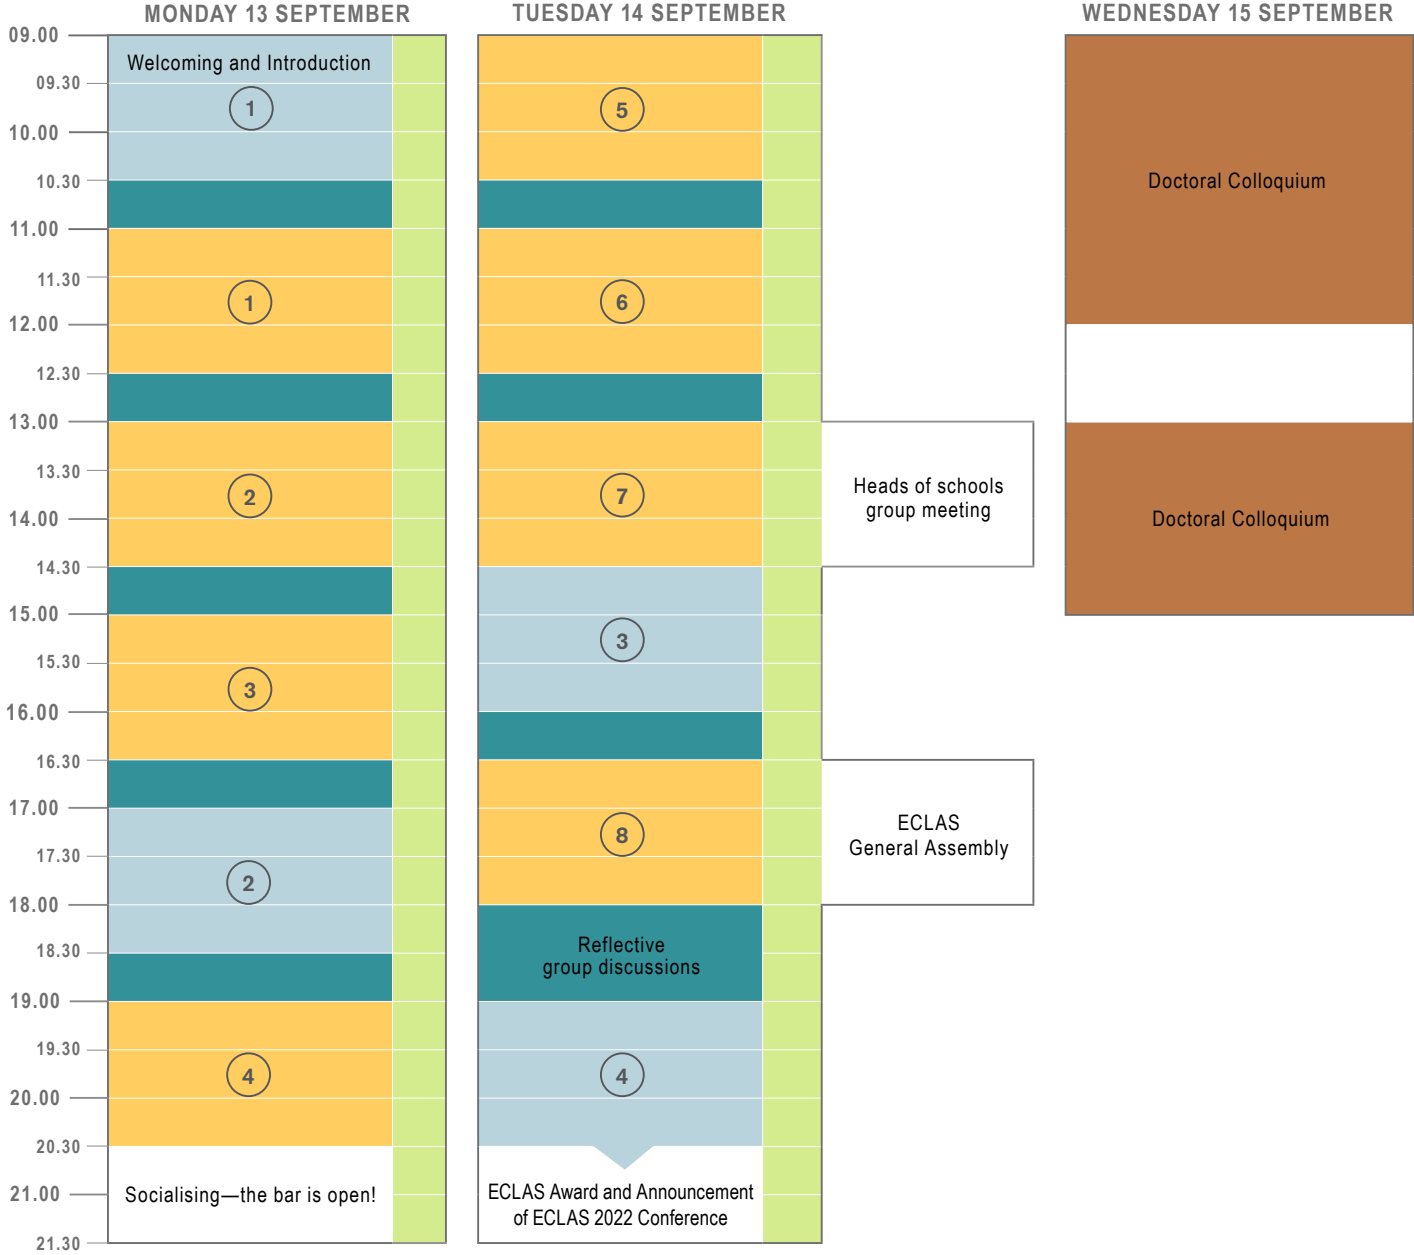 MONDAY 13 SEPTEMBER
TUESDAY 14 SEPTEMBER
WEDNESDAY 15 SEPTEMBER
09.00
09.30
10.00
10.30
11.00
11.30
12.00
12.30
13.00
13.30
14.00
14.30
15.00
15.30
16.00
16.30
17.00
17.30
18.00
18.30
19.00
19.30
20.00
20.30
21.00
21.30
Welcoming and Introduction
1
1
2
3
2
4
Socialising—the bar is open!
5
6
7
3
8
Reflective
group discussions
4
ECLAS Award and Announcement
of ECLAS 2022 Conference
Heads of schools
group meeting
ECLAS
General Assembly
Doctoral Colloquium
Doctoral Colloquium